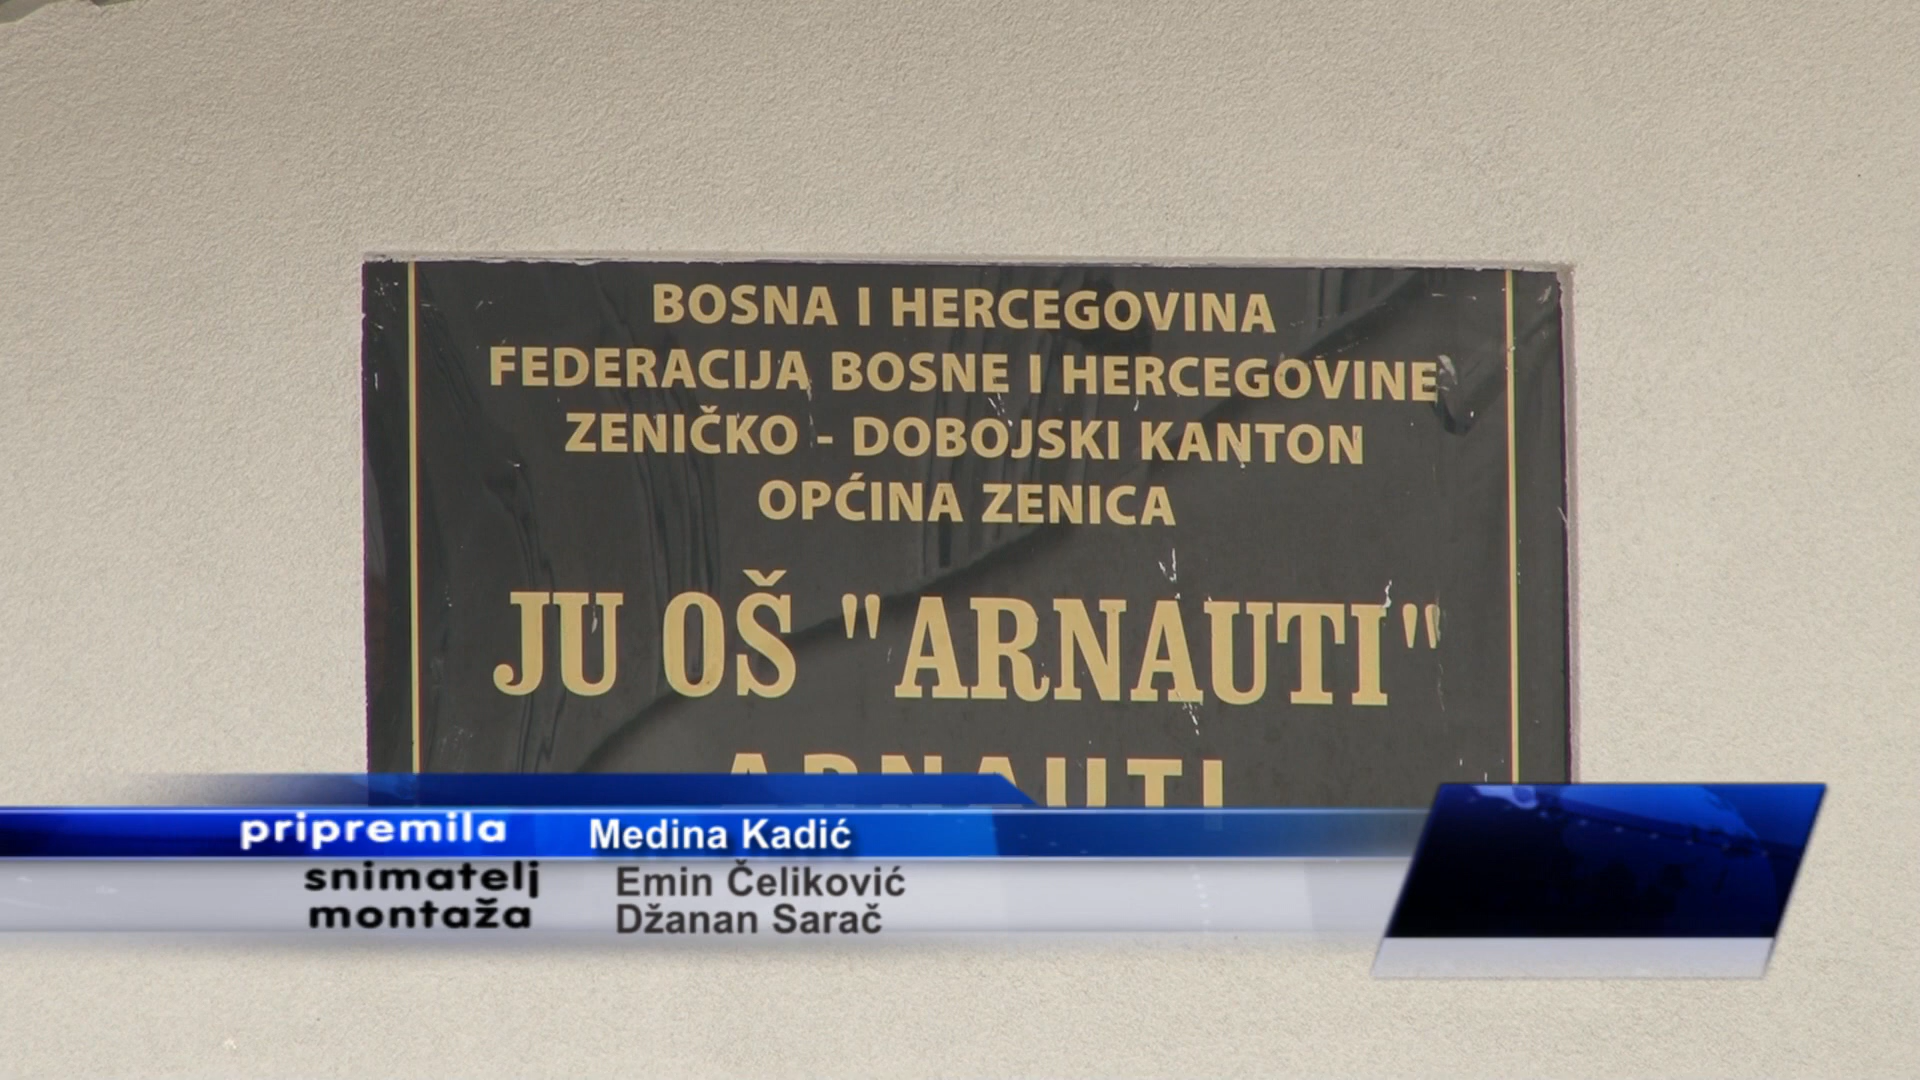 BOSNA I HERCEGOVINA
FEDERACIJA BOSNE I HERCEGOVINE
ZENIČKO - DOBOJSKI KANTON
OPĆINA ZENICA
JU OŠ "ARNAUTI"
ARNAUTI
pripremila Medina Kadić
snimatelj Emin Čeliković
montaža Džanan Sarač